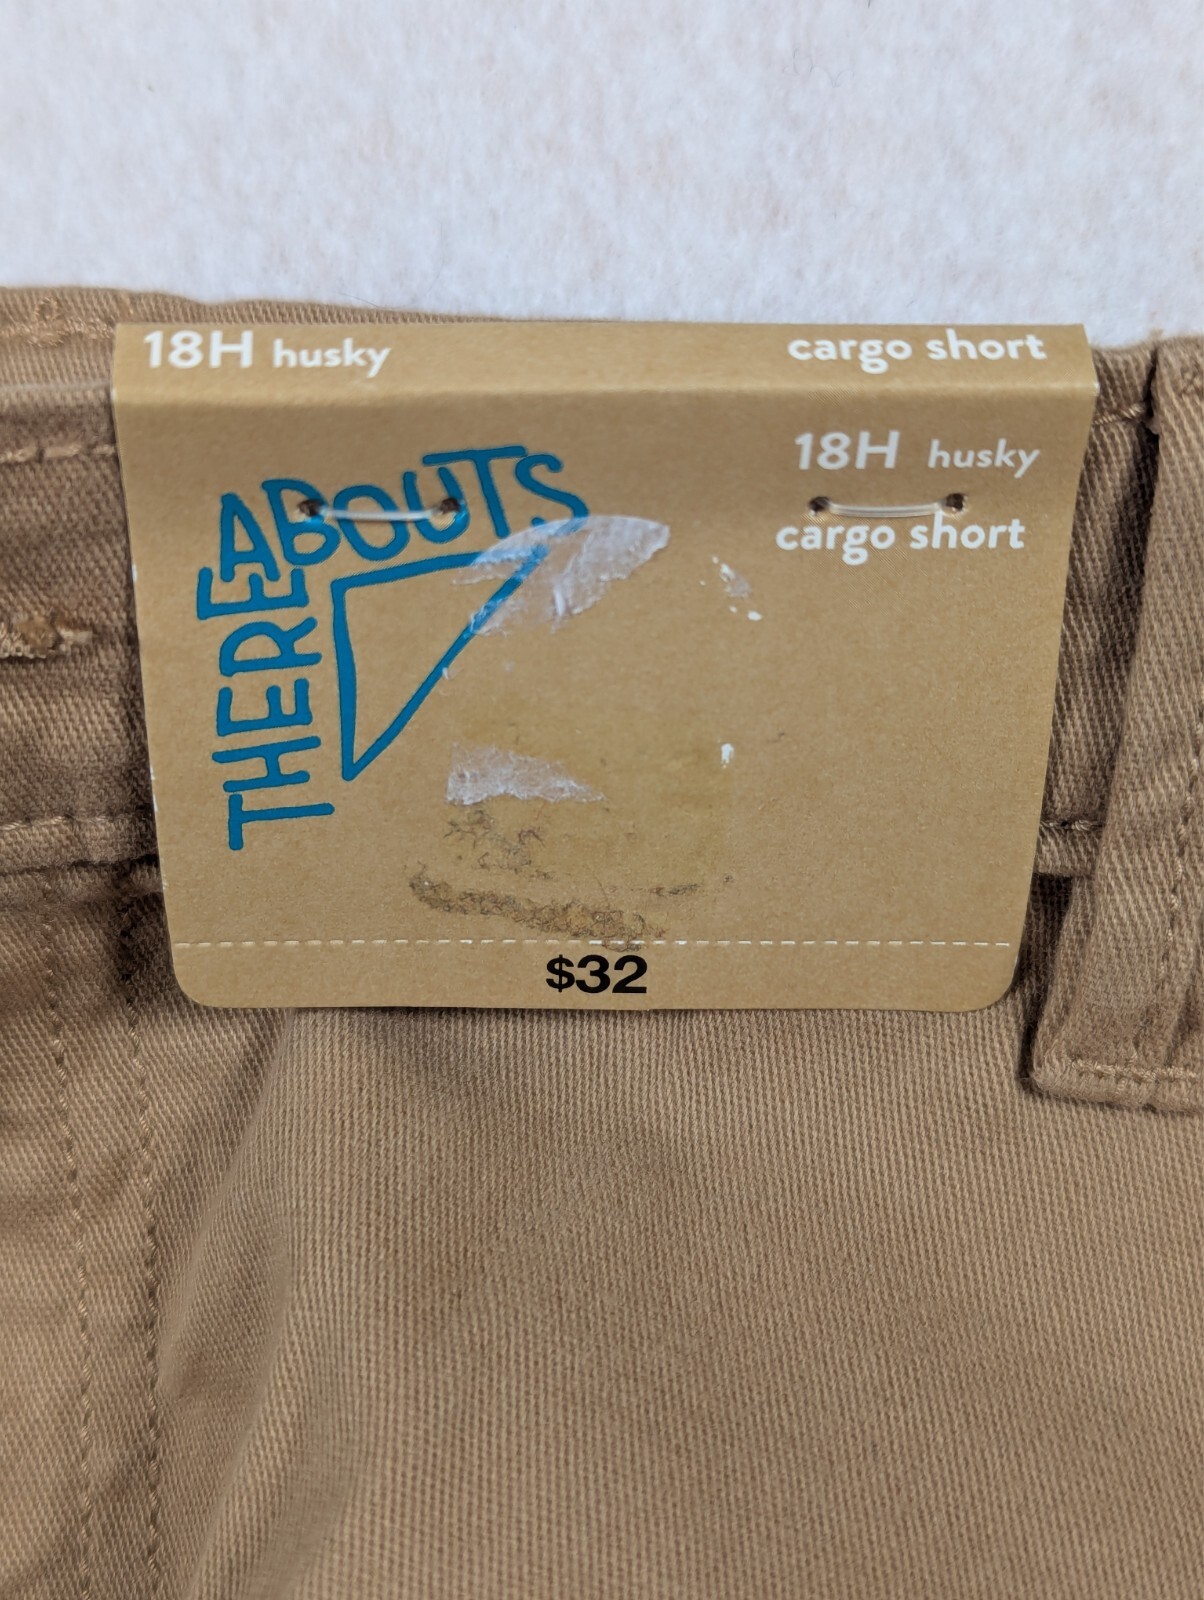 18H husky cargo short
18H husky
cargo short
THEREABOUTS
$32